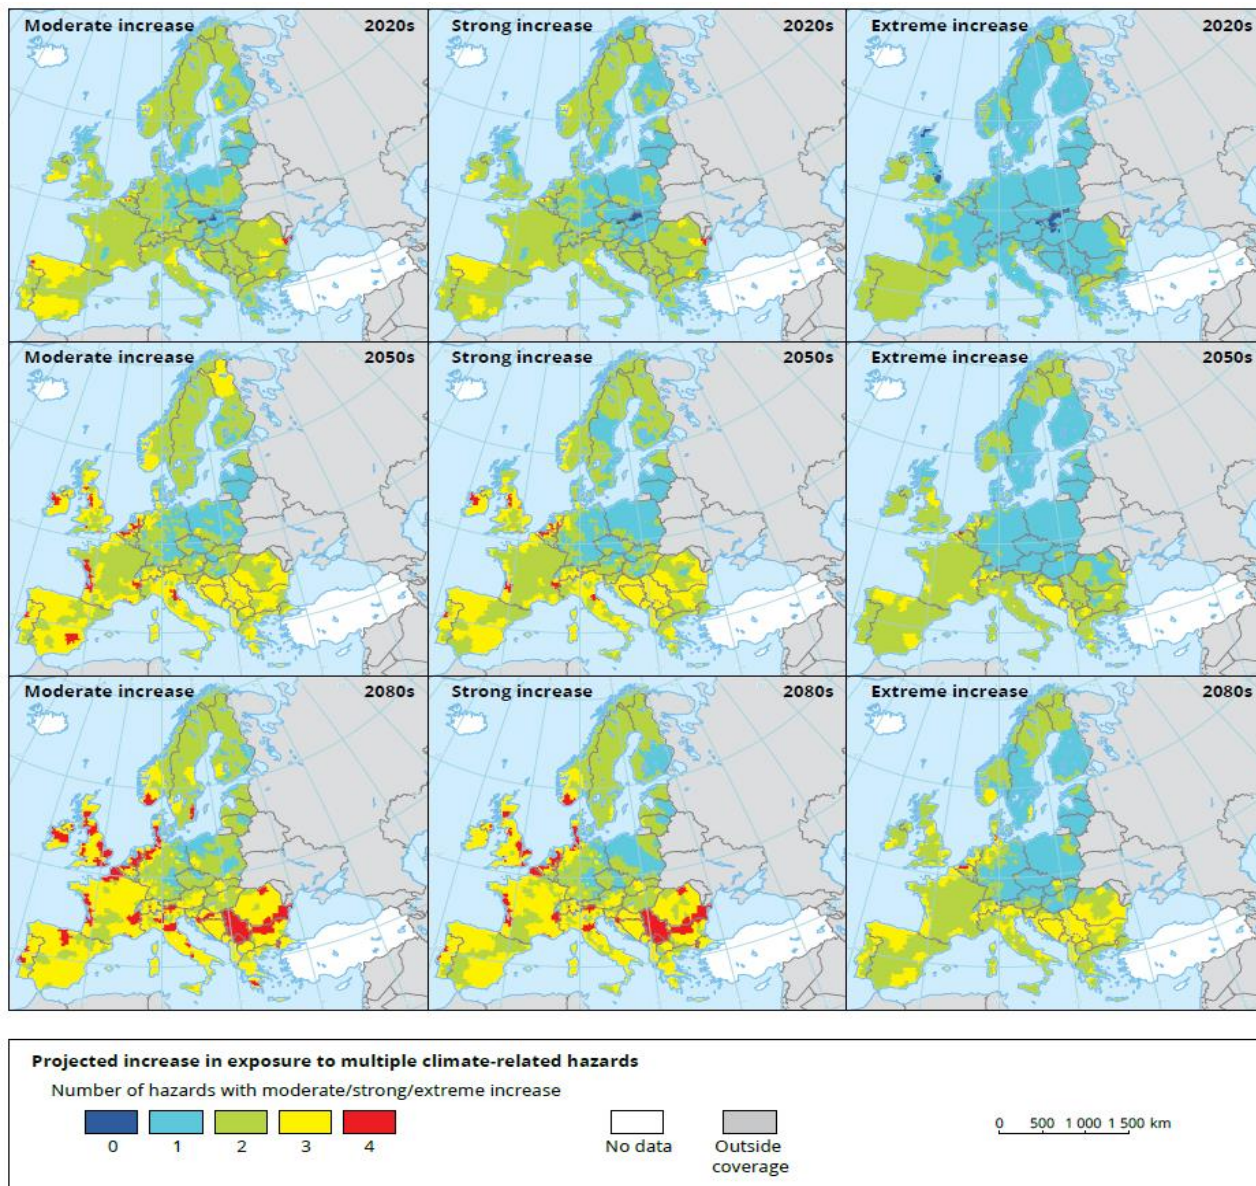 Moderate increase 2020s
Strong increase 2020s
Extreme increase 2020s
Moderate increase 2050s
Strong increase 2050s
Extreme increase 2050s
Moderate increase 2080s
Strong increase 2080s
Extreme increase 2080s
Projected increase in exposure to multiple climate-related hazards
Number of hazards with moderate/strong/extreme increase
0 1 2 3 4
No data
Outside
coverage
0 500 1 000 1 500 km